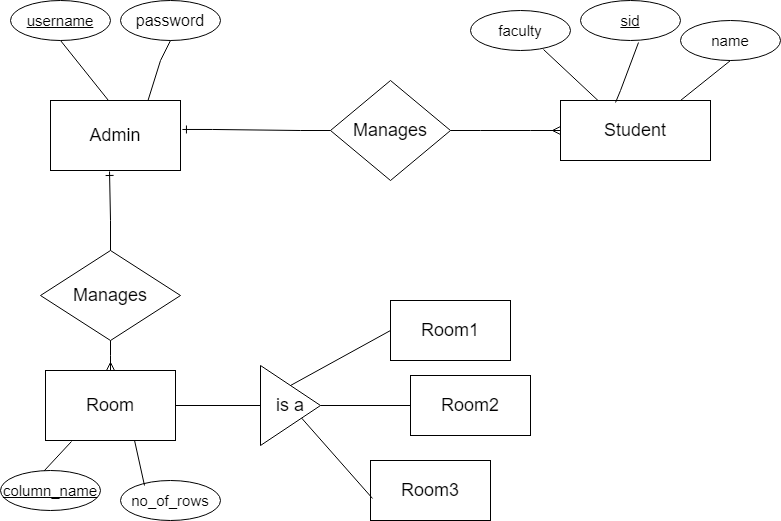 username
password
faculty
sid
name
Admin
Manages
Student
Manages
Room1
Room
is a
Room2
Room3
column_name
no_of_rows